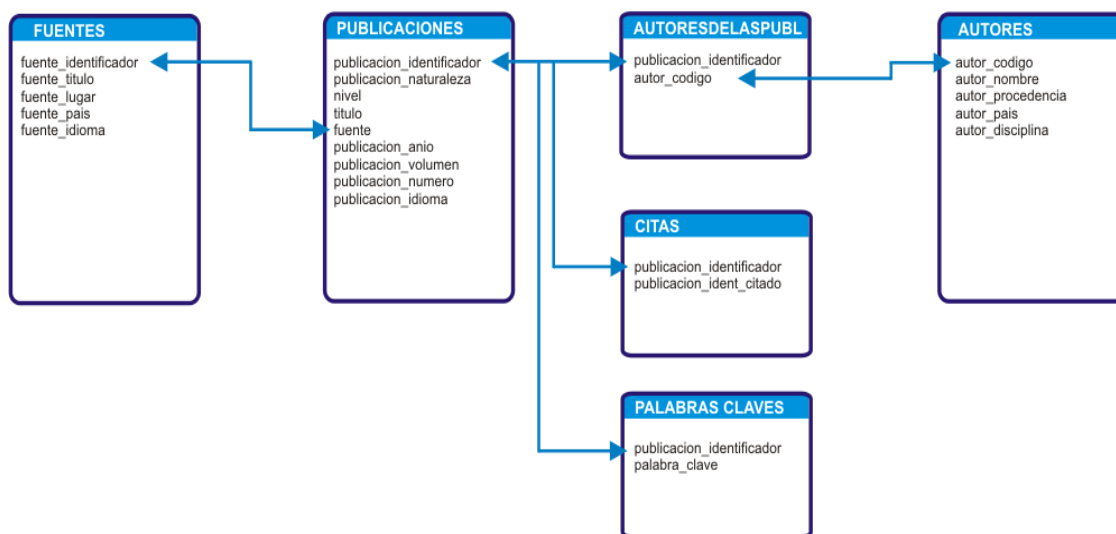 FUENTES
fuente_identificador
fuente_titulo
fuente_lugar
fuente_pais
fuente_idioma
PUBLICACIONES
publicacion_identificador
publicacion_naturaleza
nivel
titulo
fuente
publicacion_anio
publicacion_volumen
publicacion_numero
publicacion_idioma
AUTORESDELASPUBL
publicacion_identificador
autor_codigo
AUTORES
autor_codigo
autor_nombre
autor_procedencia
autor_pais
autor_disciplina
CITAS
publicacion_identificador
publicacion_ident_citado
PALABRAS CLAVES
publicacion_identificador
palabra_clave